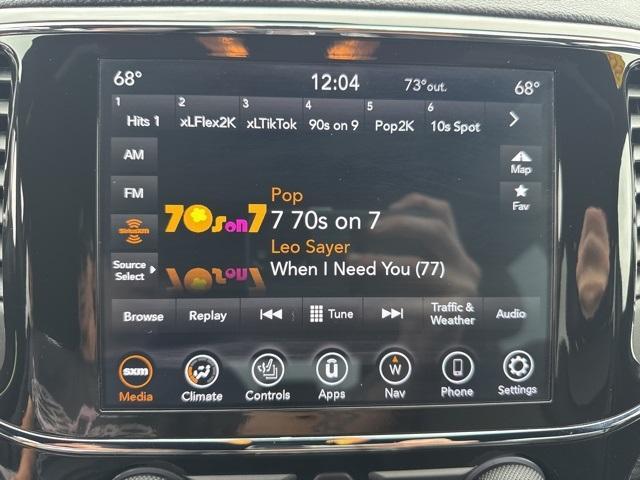 68° 12:04 73°out. 68°
1 2 3 4 5 6
Hits 1 xLFlex2K xLTikTok 90s on 9 Pop2K 10s Spot
AM
FM
SiriusXM
Source
Select
Map
Fav
Pop
70s on 7 7 70s on 7
Leo Sayer
When I Need You (77)
Browse Replay Tune Traffic & Weather Audio
sxm U W
Media Climate Controls Apps Nav Phone Settings